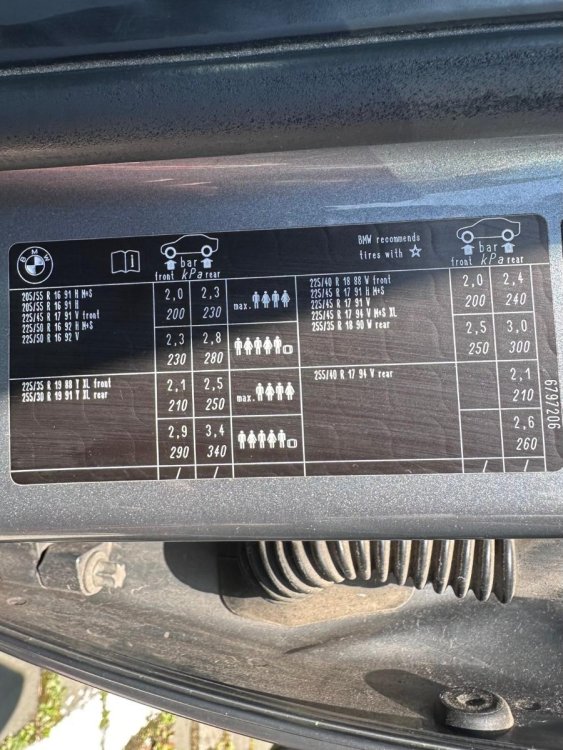 BMW
bar
front kPa rear
BMW recommends
tires with ☆
bar
front kPa rear
205/55 R 16 91 H M+S
205/55 R 16 91 H
225/45 R 17 91 V front
225/50 R 16 92 H M+S
225/50 R 16 92 V
2,0 2,3
200 230
max.
2,3 2,8
230 280
225/40 R 18 88 W front
225/45 R 17 91 H M+S
225/45 R 17 91 V
225/45 R 17 94 V M+S XL
255/35 R 18 90 W rear
2,0 2,4
200 240
2,5 3,0
250 300
225/35 R 19 88 T XL front
255/30 R 19 91 T XL rear
2,1 2,5
210 250
max.
2,9 3,4
290 340
255/40 R 17 94 V rear
2,1
210
2,6
260
/ /
/ /
6797206